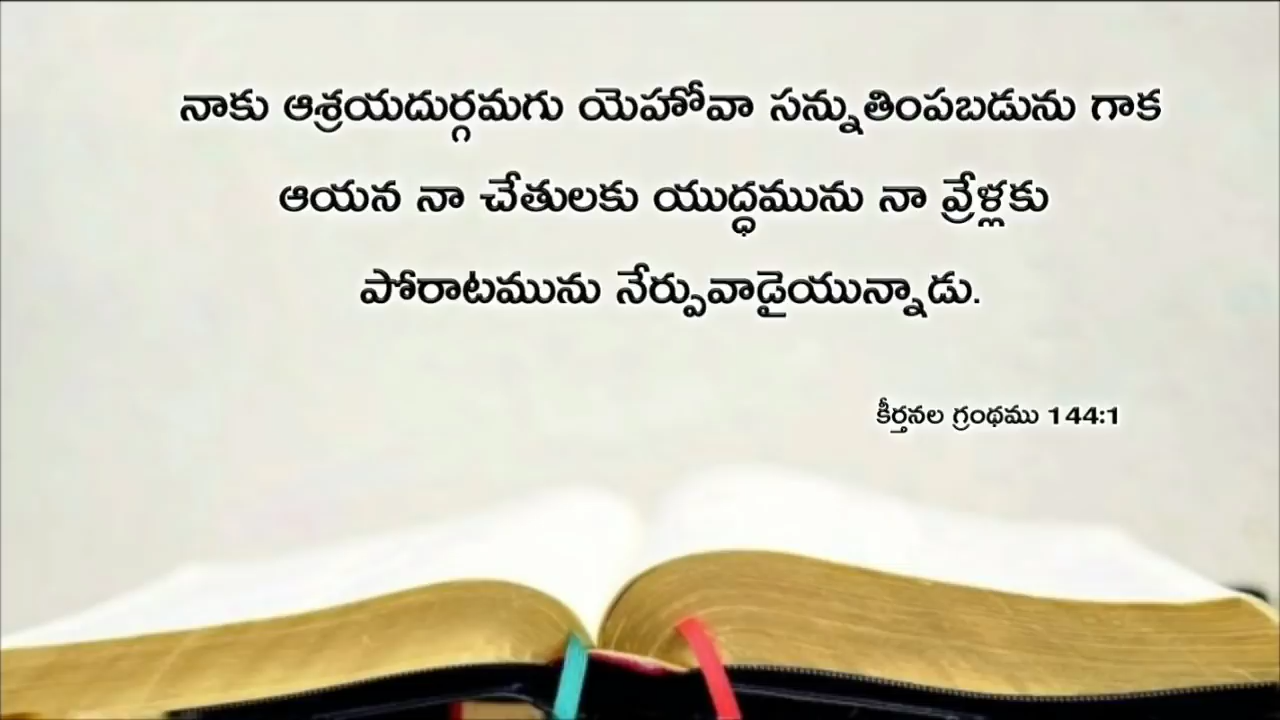 నాకు ఆశ్రయదుర్గమగు యెహోవా సన్నుతింపబడును గాక
ఆయన నా చేతులకు యుద్ధమును నా వ్రేళ్లకు
పోరాటమును నేర్పువాడైయున్నాడు.
కీర్తనల గ్రంథము 144:1